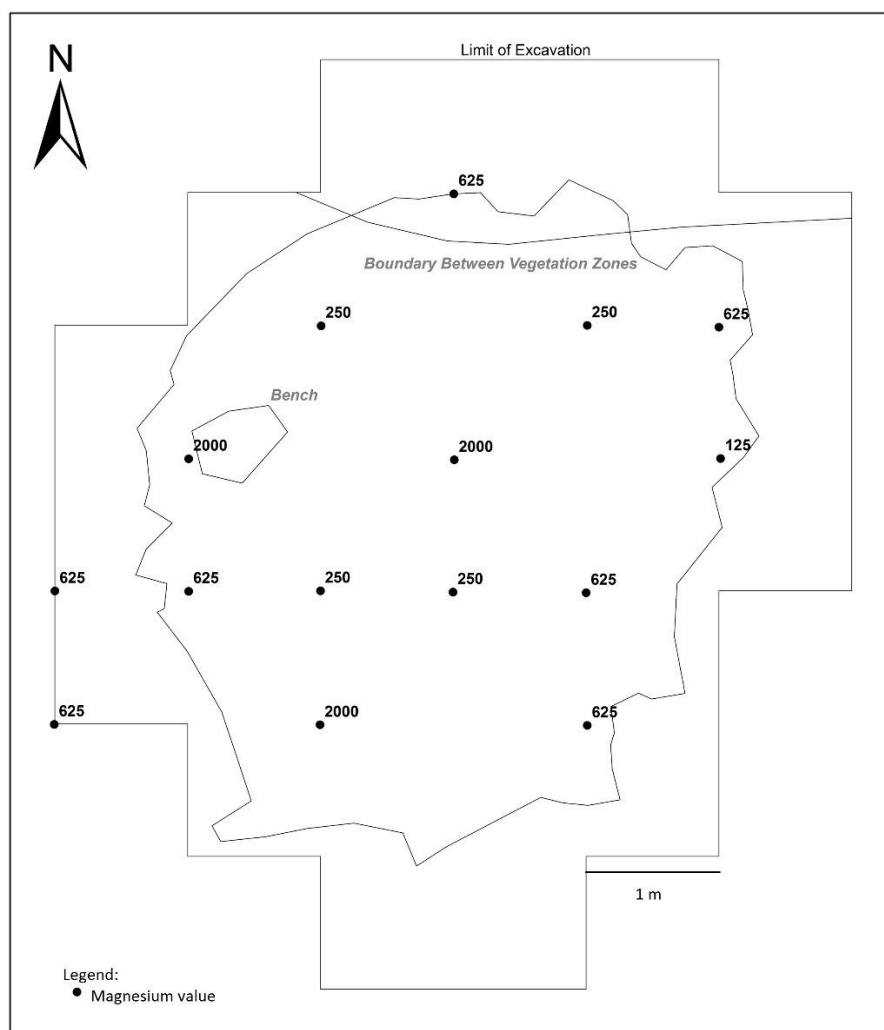 Limit of Excavation
N
625
Boundary Between Vegetation Zones
250
250
625
Bench
2000
2000
125
625
625
250
250
625
625
2000
625
1 m
Legend:
Magnesium value